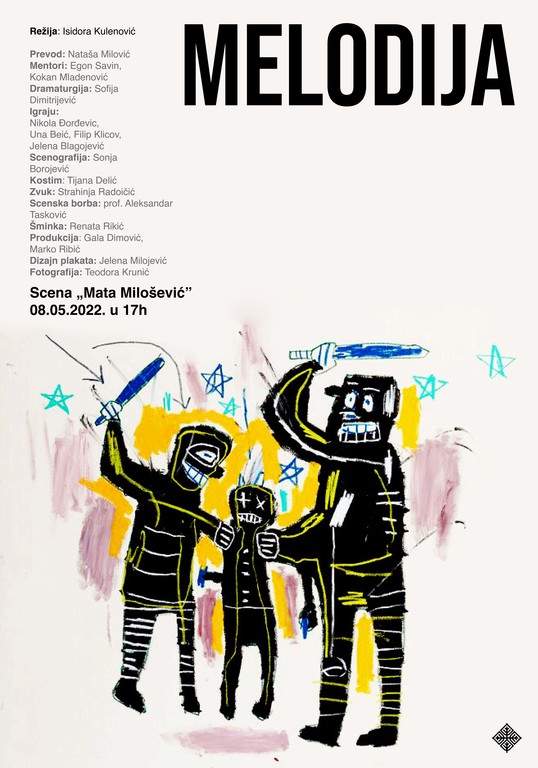 MELODIJA
Režija: Isidora Kulenović
Prevod: Nataša Milović
Mentori: Egon Savin,
Kokan Mladenović
Dramaturgija: Sofija
Dimitrijević
Igraju:
Nikola Đorđevic,
Una Beić, Filip Klicov,
Jelena Blagojević
Scenografija: Sonja
Borojević
Kostim: Tijana Delić
Zvuk: Strahinja Radoičić
Scenska borba: prof. Aleksandar
Tasković
Šminka: Renata Rikić
Produkcija: Gala Dimović,
Marko Ribić
Dizajn plakata: Jelena Milojević
Fotografija: Teodora Krunić
Scena „Mata Milošević”
08.05.2022. u 17h